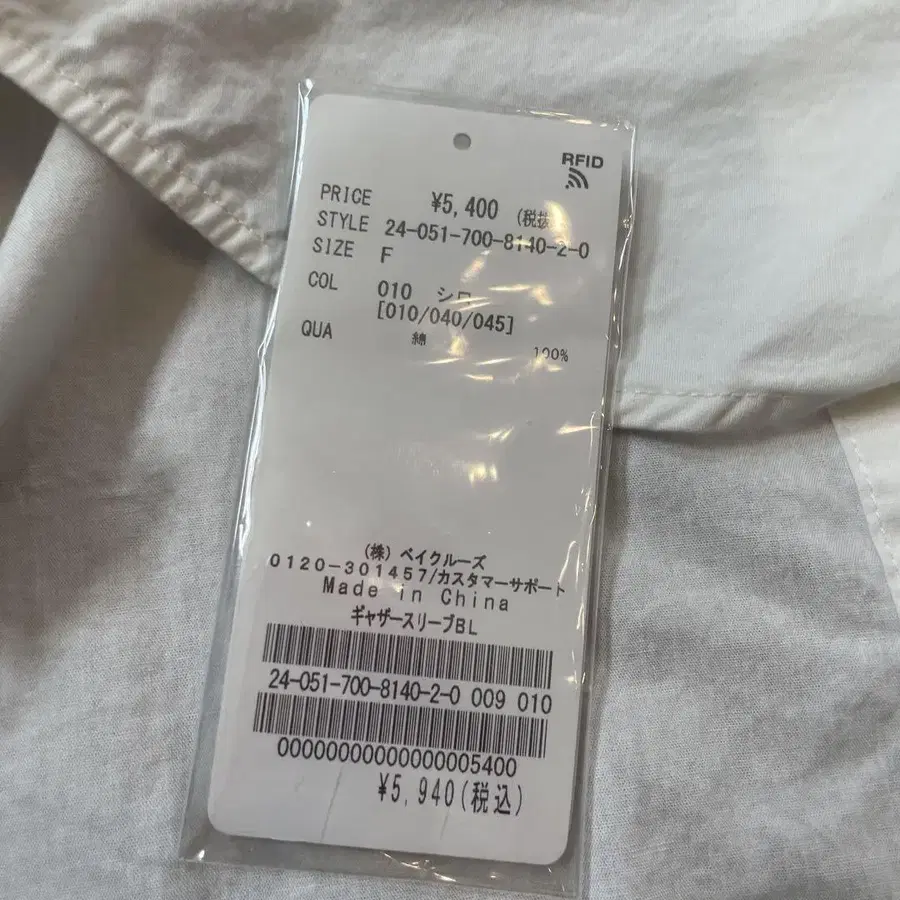 RFID
PRICE ¥5,400 (税抜
STYLE 24-051-700-8140-2-0
SIZE F
COL 010 シロ
[010/040/045]
QUA 綿 100%
(株) ベイクルーズ
0120-301457/カスタマーサポート
Made in China
ギャザースリーブBL
24-051-700-8140-2-0 009 010
00000000000000005400
¥5,940(税込)